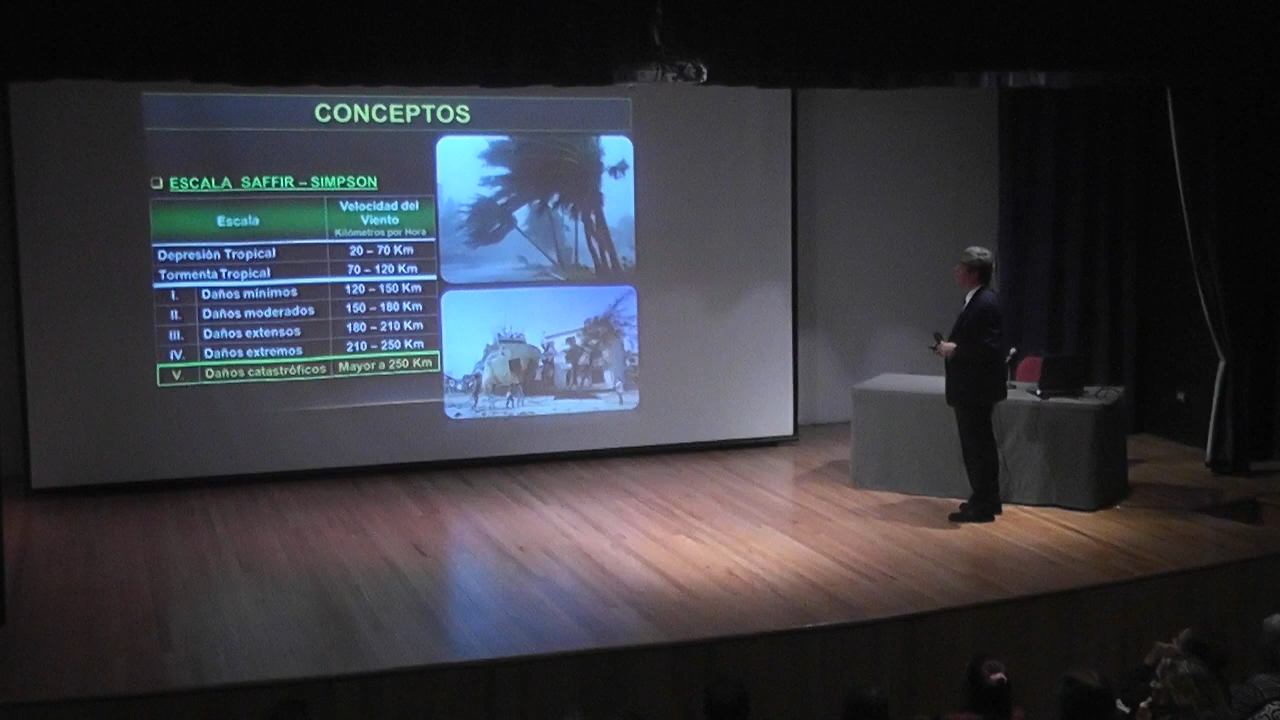 CONCEPTOS
ESCALA SAFFIR – SIMPSON
Escala
Velocidad del
Viento
Kilómetros por Hora
Depresión Tropical 20 – 70 Km
Tormenta Tropical 70 – 120 Km
I. Daños mínimos 120 – 150 Km
II. Daños moderados 150 – 180 Km
III. Daños extensos 180 – 210 Km
IV. Daños extremos 210 – 250 Km
V. Daños catastróficos Mayor a 250 Km